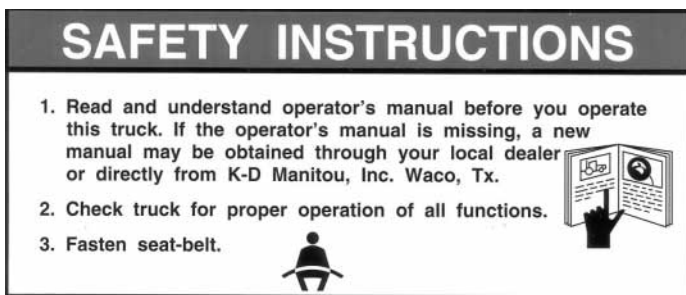 SAFETY INSTRUCTIONS
1. Read and understand operator's manual before you operate
this truck. If the operator's manual is missing, a new
manual may be obtained through your local dealer
or directly from K-D Manitou, Inc. Waco, Tx.
2. Check truck for proper operation of all functions.
3. Fasten seat-belt.